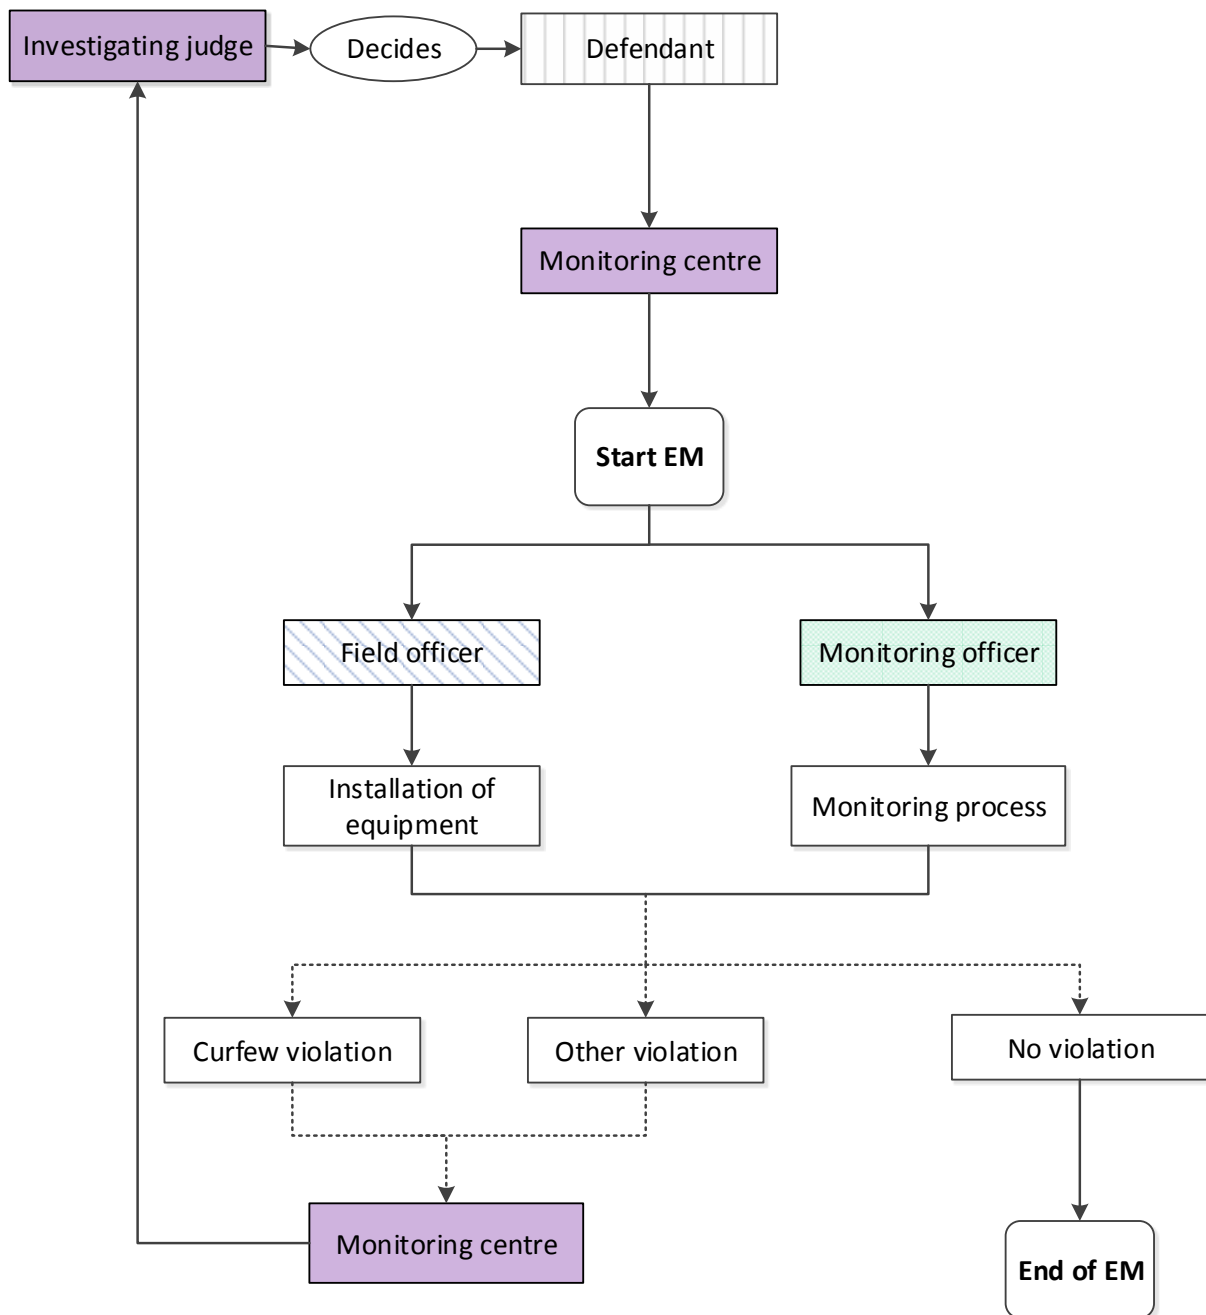 Investigating judge
Decides
Defendant
Monitoring centre
Start EM
Field officer
Monitoring officer
Installation of
equipment
Monitoring process
Curfew violation
Other violation
No violation
Monitoring centre
End of EM